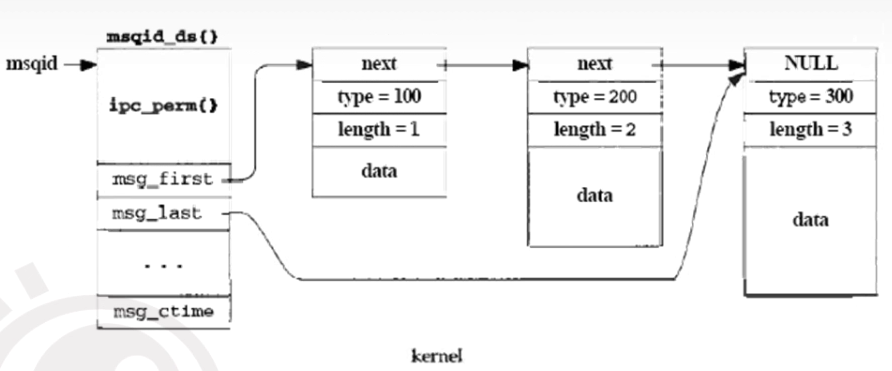 msqid_ds{}
msqid
ipc_perm{}
msg_first
msg_last
. . .
msg_ctime
next
type = 100
length = 1
data
next
type = 200
length = 2
data
NULL
type = 300
length = 3
data
kernel